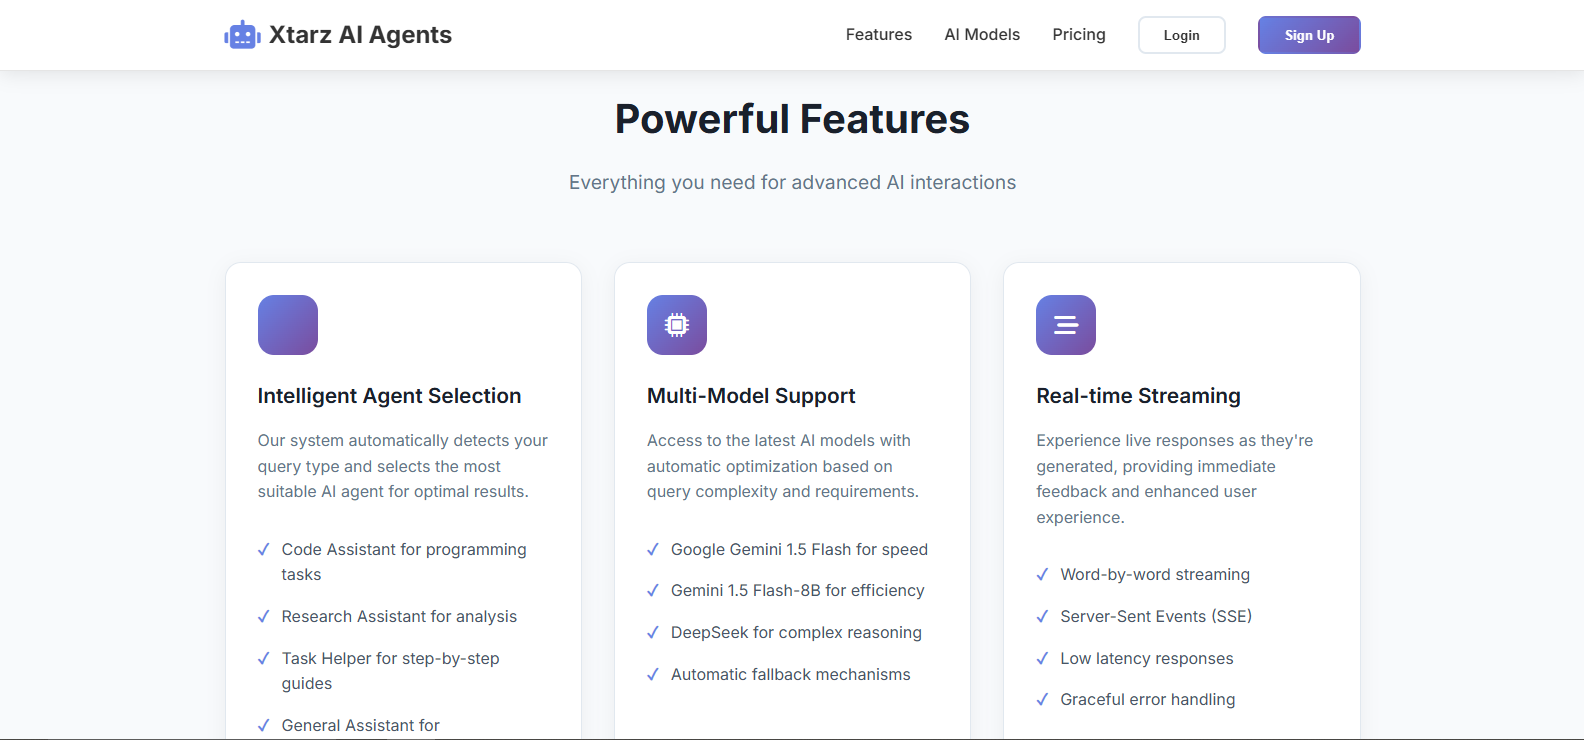 Xtarz AI Agents
Features
AI Models
Pricing
Login
Sign Up
Powerful Features
Everything you need for advanced AI interactions
Intelligent Agent Selection
Our system automatically detects your
query type and selects the most
suitable AI agent for optimal results.
✓ Code Assistant for programming
tasks
✓ Research Assistant for analysis
✓ Task Helper for step-by-step
guides
✓ General Assistant for
Multi-Model Support
Access to the latest AI models with
automatic optimization based on
query complexity and requirements.
✓ Google Gemini 1.5 Flash for speed
✓ Gemini 1.5 Flash-8B for efficiency
✓ DeepSeek for complex reasoning
✓ Automatic fallback mechanisms
Real-time Streaming
Experience live responses as they're
generated, providing immediate
feedback and enhanced user
experience.
✓ Word-by-word streaming
✓ Server-Sent Events (SSE)
✓ Low latency responses
✓ Graceful error handling